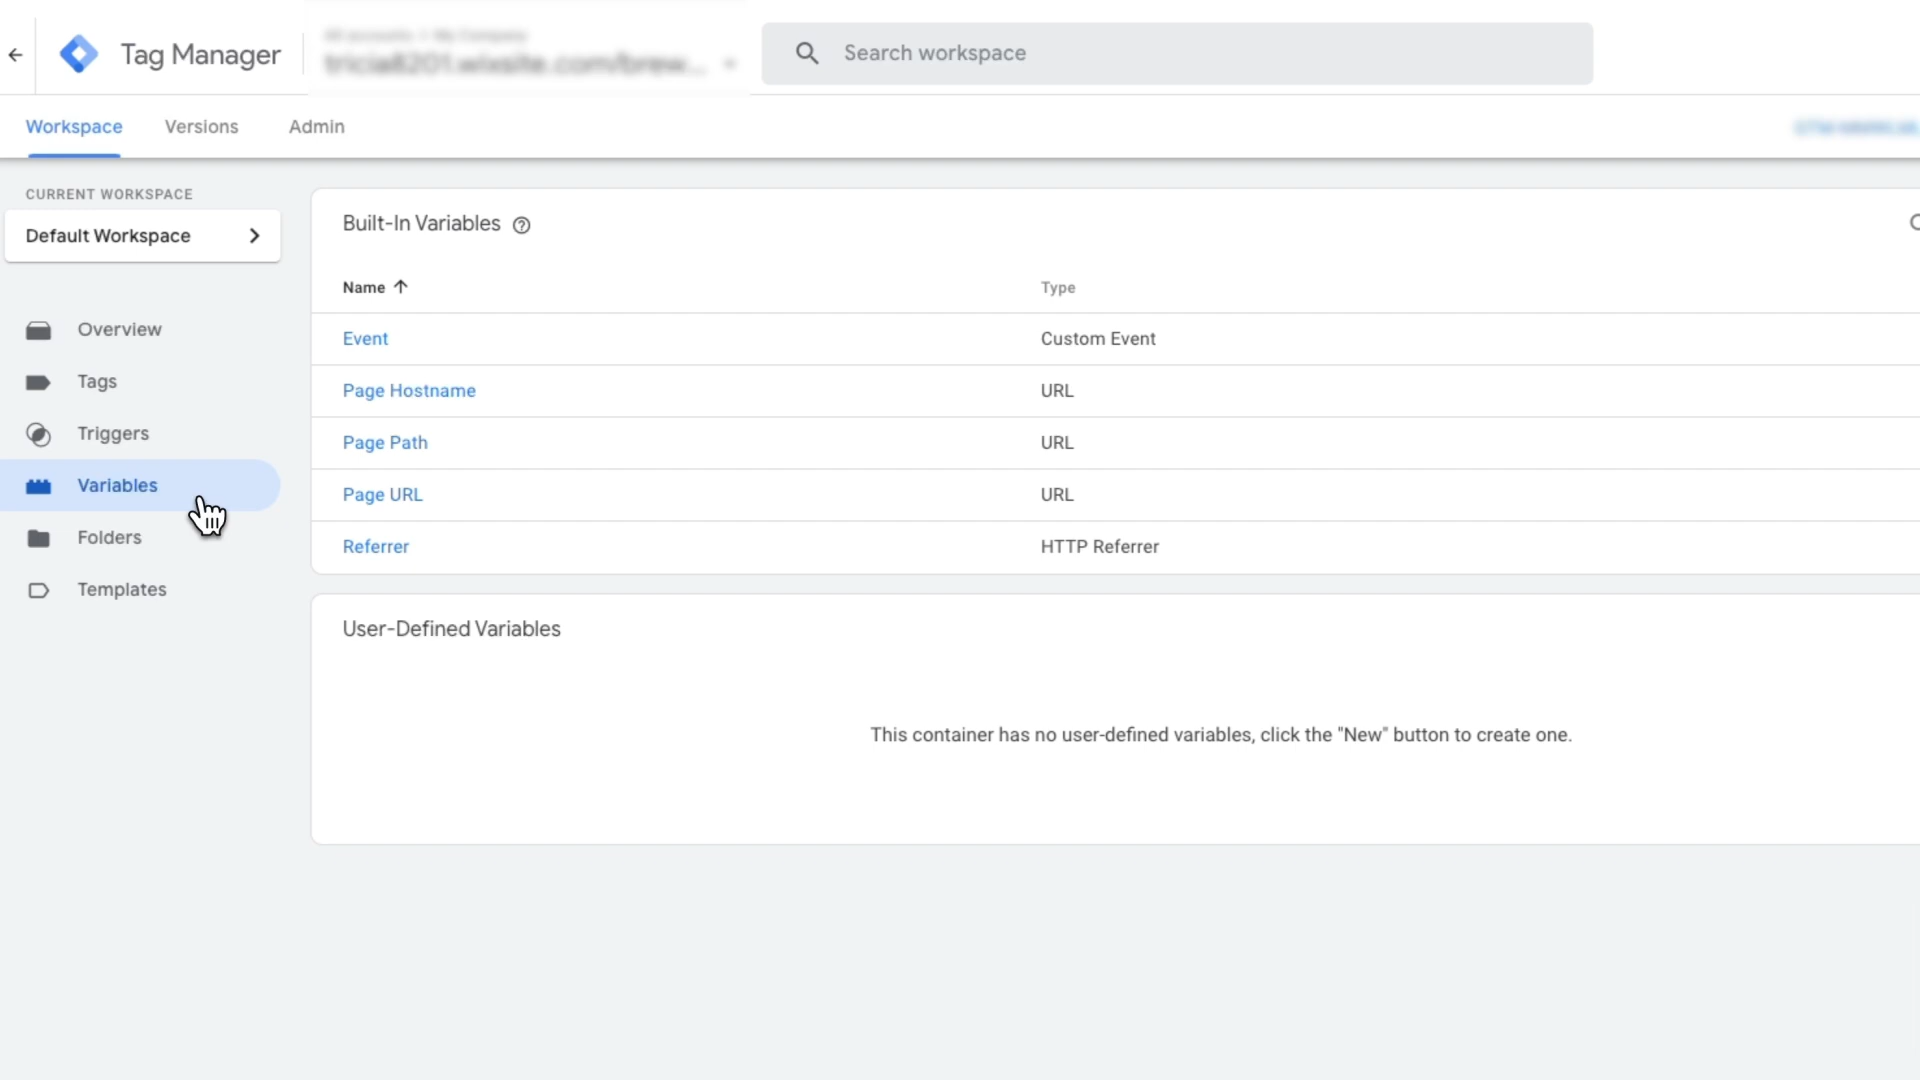 Tag Manager
Search workspace
Workspace
Versions
Admin
CURRENT WORKSPACE
Default Workspace
Overview
Tags
Triggers
Variables
Folders
Templates
Built-In Variables
Name
Type
Event
Custom Event
Page Hostname
URL
Page Path
URL
Page URL
URL
Referrer
HTTP Referrer
User-Defined Variables
This container has no user-defined variables, click the "New" button to create one.